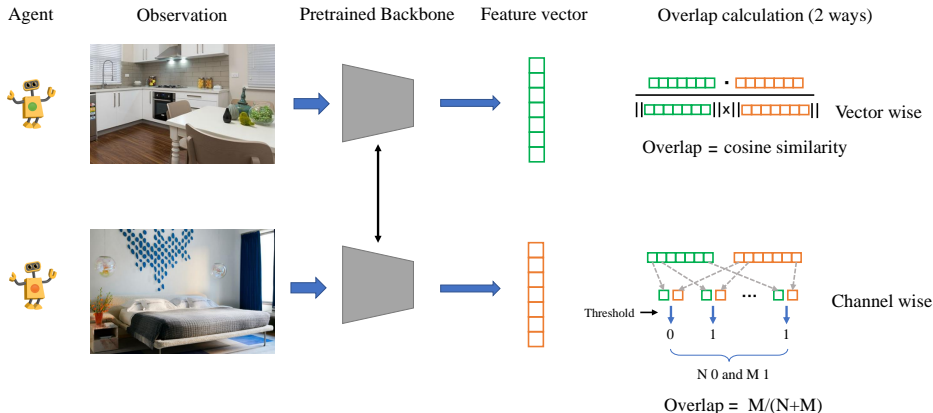 Agent
Observation
Pretrained Backbone
Feature vector
Overlap calculation (2 ways)
·
|| x || ||
Vector wise
Overlap = cosine similarity
...
Channel wise
Threshold
0 1 1
N 0 and M 1
Overlap = M/(N+M)